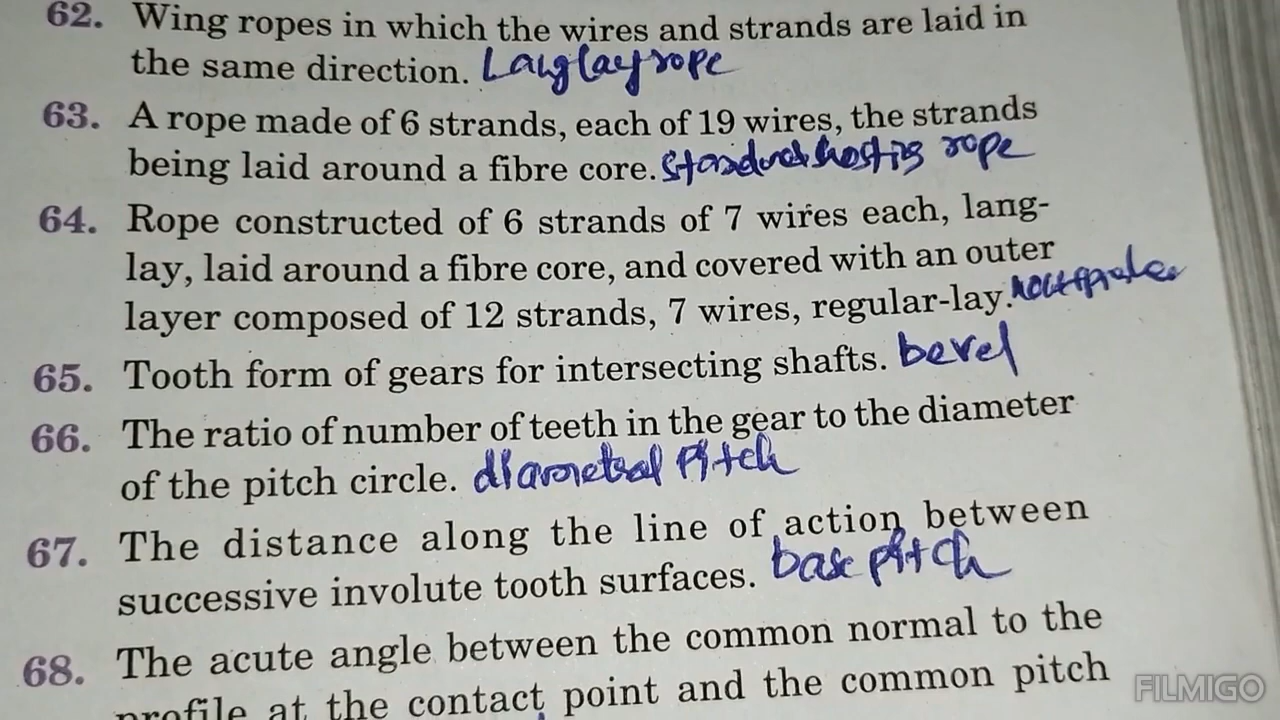 62. Wing ropes in which the wires and strands are laid in
the same direction. Lang lay rope
63. A rope made of 6 strands, each of 19 wires, the strands
being laid around a fibre core. rope
64. Rope constructed of 6 strands of 7 wires each, lang-
lay, laid around a fibre core, and covered with an outer
layer composed of 12 strands, 7 wires, regular-lay.
65. Tooth form of gears for intersecting shafts. bevel
66. The ratio of number of teeth in the gear to the diameter
of the pitch circle. diametral pitch
67. The distance along the line of action between
successive involute tooth surfaces. base pitch
68. The acute angle between the common normal to the
profile at the contact point and the common pitch
FILMIGO